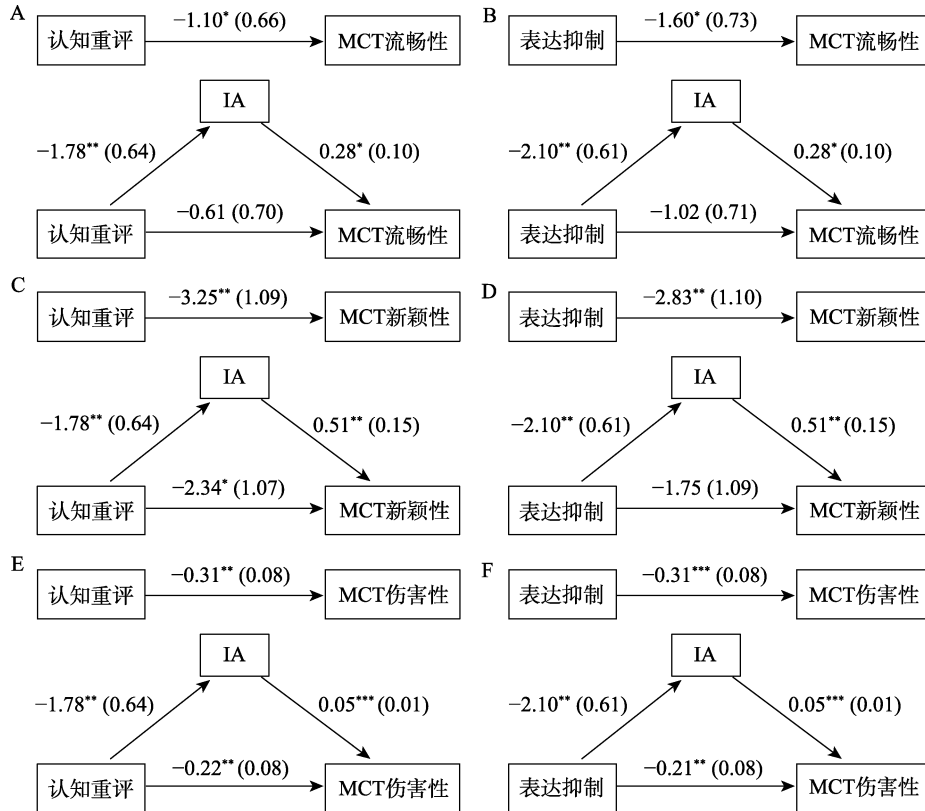 A
−1.10* (0.66)
认知重评
MCT流畅性
IA
−1.78** (0.64)
0.28* (0.10)
−0.61 (0.70)
认知重评
MCT流畅性
B
−1.60* (0.73)
表达抑制
MCT流畅性
IA
−2.10** (0.61)
0.28* (0.10)
−1.02 (0.71)
表达抑制
MCT流畅性
C
−3.25** (1.09)
认知重评
MCT新颖性
IA
−1.78** (0.64)
0.51** (0.15)
−2.34* (1.07)
认知重评
MCT新颖性
D
−2.83** (1.10)
表达抑制
MCT新颖性
IA
−2.10** (0.61)
0.51** (0.15)
−1.75 (1.09)
表达抑制
MCT新颖性
E
−0.31** (0.08)
认知重评
MCT伤害性
IA
−1.78** (0.64)
0.05*** (0.01)
−0.22** (0.08)
认知重评
MCT伤害性
F
−0.31*** (0.08)
表达抑制
MCT伤害性
IA
−2.10** (0.61)
0.05*** (0.01)
−0.21** (0.08)
表达抑制
MCT伤害性